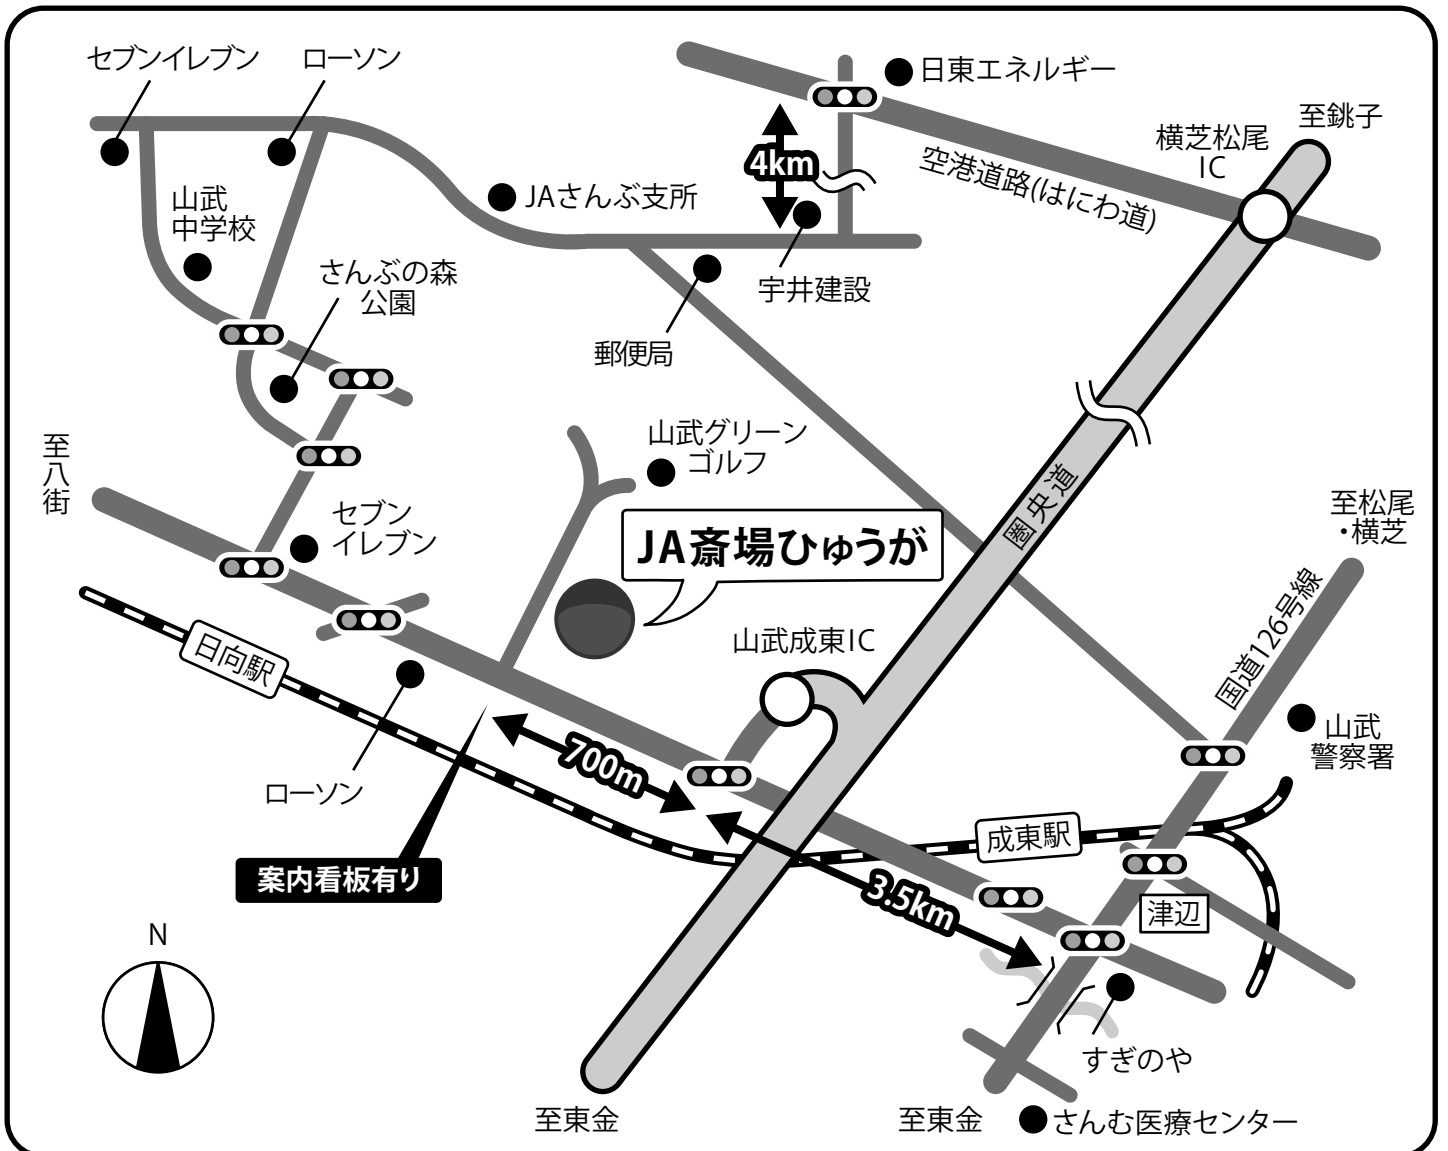 セブンイレブン
ローソン
日東エネルギー
至銚子
横芝松尾
IC
4km
空港道路(はにわ道)
JAさんぶ支所
山武
中学校
さんぶの森
公園
宇井建設
郵便局
山武グリーン
ゴルフ
至八街
セブン
イレブン
圏央道
至松尾
・横芝
JA斎場ひゅうが
国道126号線
日向駅
山武成東IC
山武
警察署
700m
ローソン
成東駅
案内看板有り
3.5km
津辺
N
すぎのや
至東金
至東金
さんむ医療センター